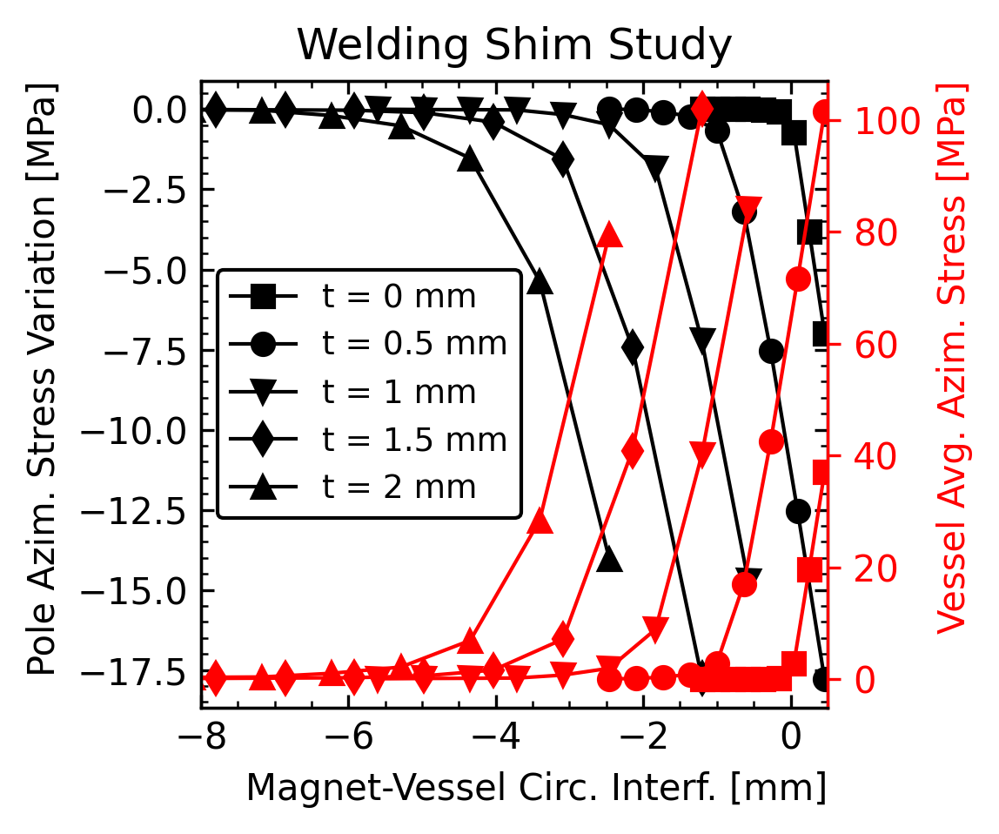 Welding Shim Study
Pole Azim. Stress Variation [MPa]
0.0
−2.5
−5.0
−7.5
−10.0
−12.5
−15.0
−17.5
t = 0 mm
t = 0.5 mm
t = 1 mm
t = 1.5 mm
t = 2 mm
100
80
60
40
20
0
Vessel Avg. Azim. Stress [MPa]
−8 −6 −4 −2 0
Magnet-Vessel Circ. Interf. [mm]